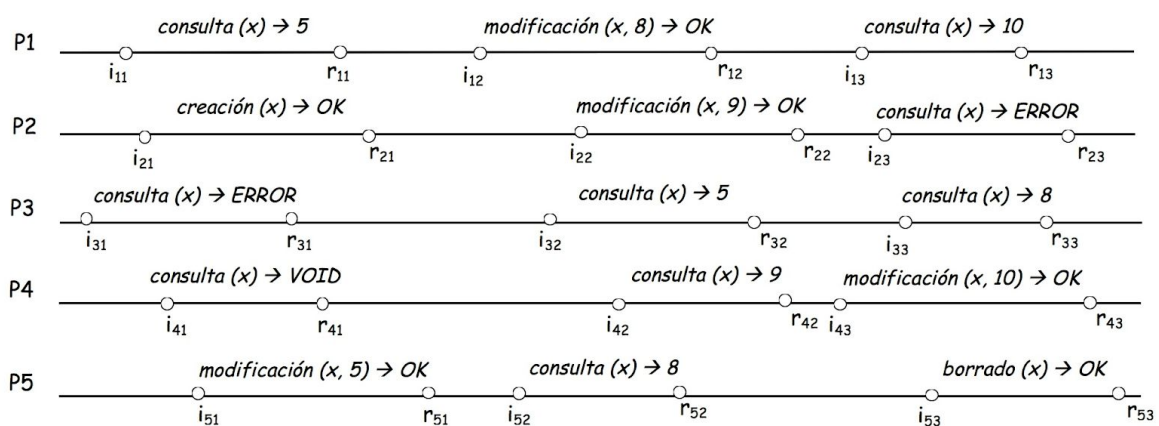 consulta (x) → 5 modificación (x, 8) → OK consulta (x) → 10
P1
i11 r11 i12 r12 i13 r13
creación (x) → OK modificación (x, 9) → OK consulta (x) → ERROR
P2
i21 r21 i22 r22 i23 r23
consulta (x) → ERROR consulta (x) → 5 consulta (x) → 8
P3
i31 r31 i32 r32 i33 r33
consulta (x) → VOID consulta (x) → 9 modificación (x, 10) → OK
P4
i41 r41 i42 r42 i43 r43
modificación (x, 5) → OK consulta (x) → 8 borrado (x) → OK
P5
i51 r51 i52 r52 i53 r53